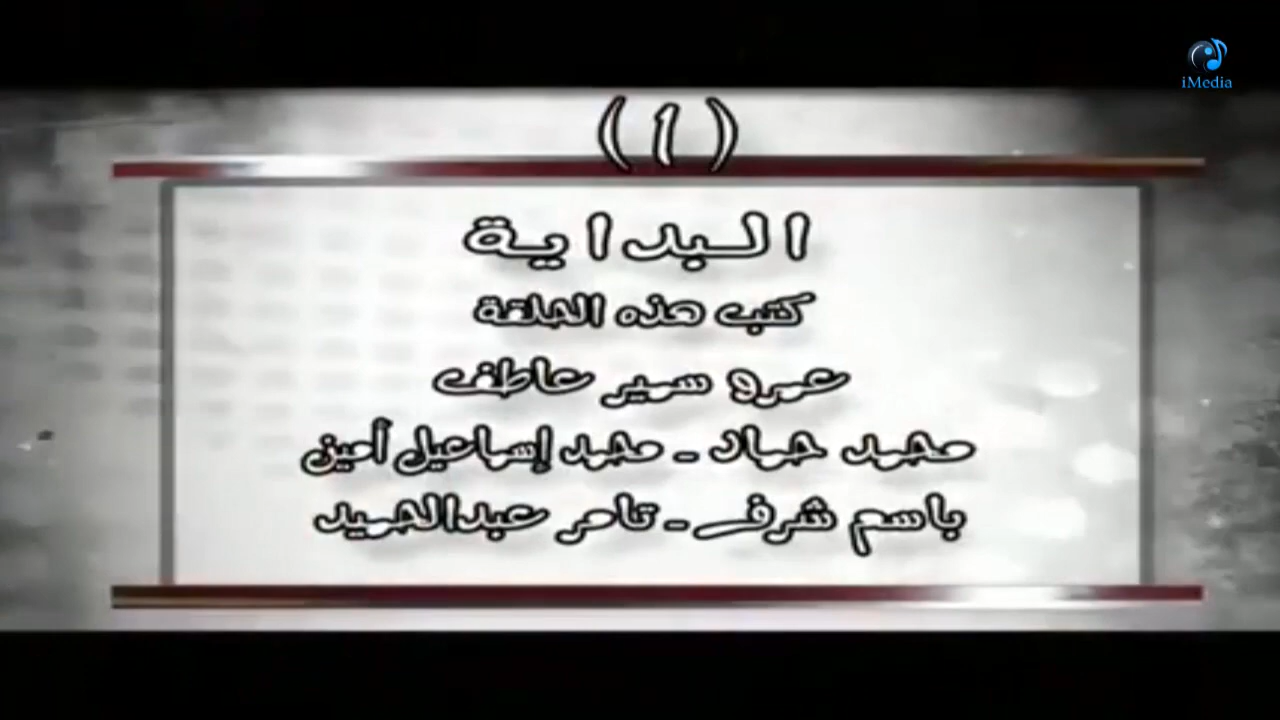 iMedia
(1)
البداية
كتب هذه الحلقة
عمرو سمير عاطف
محمد حماد - محمد إسماعيل أمين
باسم شرف - تامر عبدالحميد